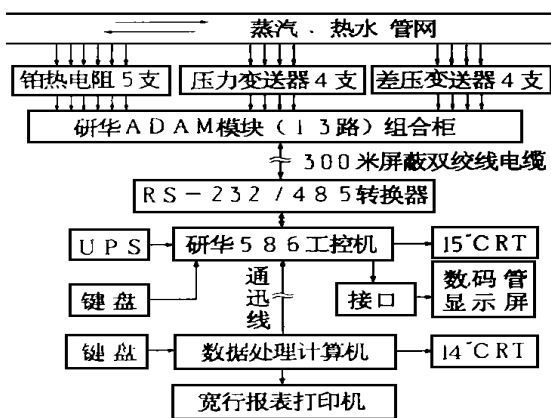 蒸汽．热水 管网
铂热电阻5支
压力变送器4支
差压变送器4支
研华ADAM模块(13路)组合柜
300米屏蔽双绞线电缆
RS-232/485转换器
UPS
研华586工控机
15"CRT
键盘
通迅线
接口
数码管显示屏
键盘
数据处理计算机
14"CRT
宽行报表打印机